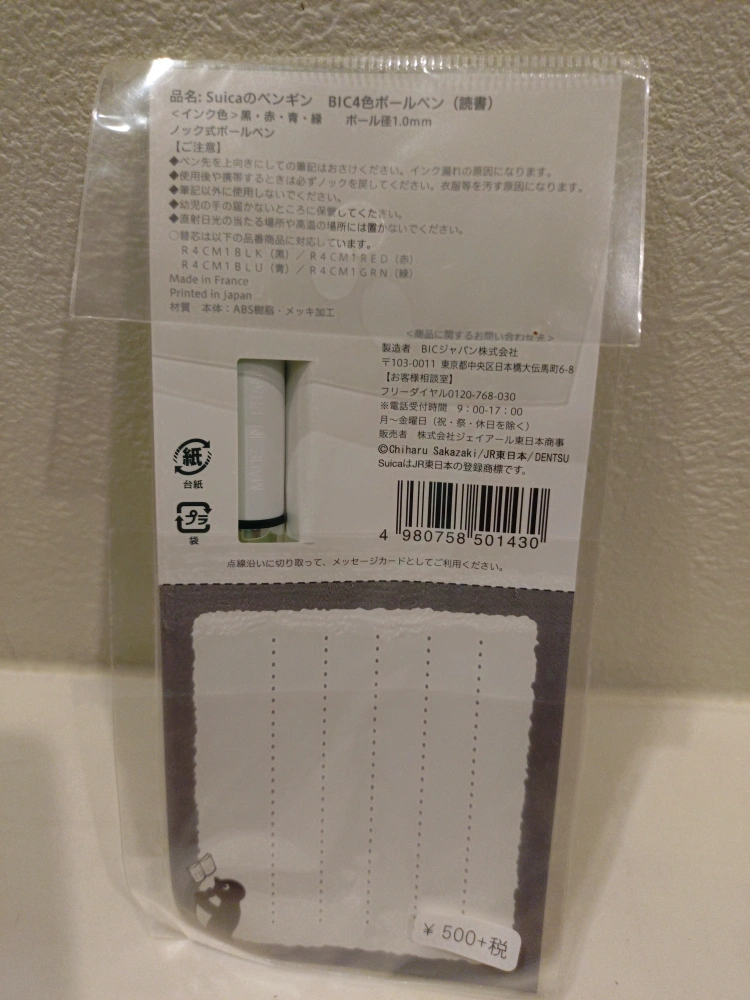 品名: Suicaのペンギン　BIC4色ボールペン（読書）
＜インク色＞黒・赤・青・緑　　ボール径1.0mm
ノック式ボールペン
【ご注意】
◆ペン先を上向きにしての筆記はおさけください。インク漏れの原因になります。
◆使用後や携帯するときは必ずノックを戻してください。衣服等を汚す原因になります。
◆筆記以外に使用しないでください。
◆幼児の手の届かないところに保管してください。
◆直射日光の当たる場所や高温の場所には置かないでください。
○替芯は以下の品番商品に対応しています。
R4CM1BLK（黒）／R4CM1RED（赤）
R4CM1BLU（青）／R4CM1GRN（緑）
Made in France
Printed in Japan
材質　本体：ABS樹脂・メッキ加工
＜商品に関するお問い合わせ先＞
製造者　BICジャパン株式会社
〒103-0011 東京都中央区日本橋大伝馬町6-8
【お客様相談室】
フリーダイヤル0120-768-030
※電話受付時間　9：00-17：00
月～金曜日（祝・祭・休日を除く）
販売者　株式会社ジェイアール東日本商事
©Chiharu Sakazaki/JR東日本/DENTSU
SuicaはJR東日本の登録商標です。
紙
台紙
プラ
袋
4 980758 501430
点線沿いに切り取って、メッセージカードとしてご利用ください。
¥ 500+税